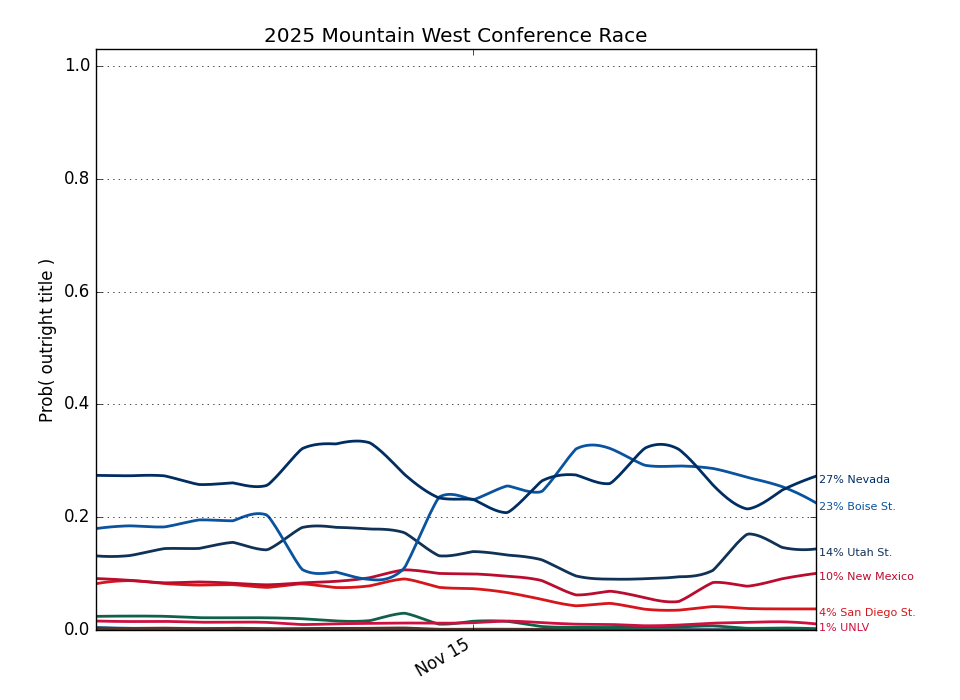 2025 Mountain West Conference Race
1.0
0.8
0.6
0.4
0.2
0.0
Prob( outright title )
Nov 15
27% Nevada
23% Boise St.
14% Utah St.
10% New Mexico
4% San Diego St.
1% UNLV